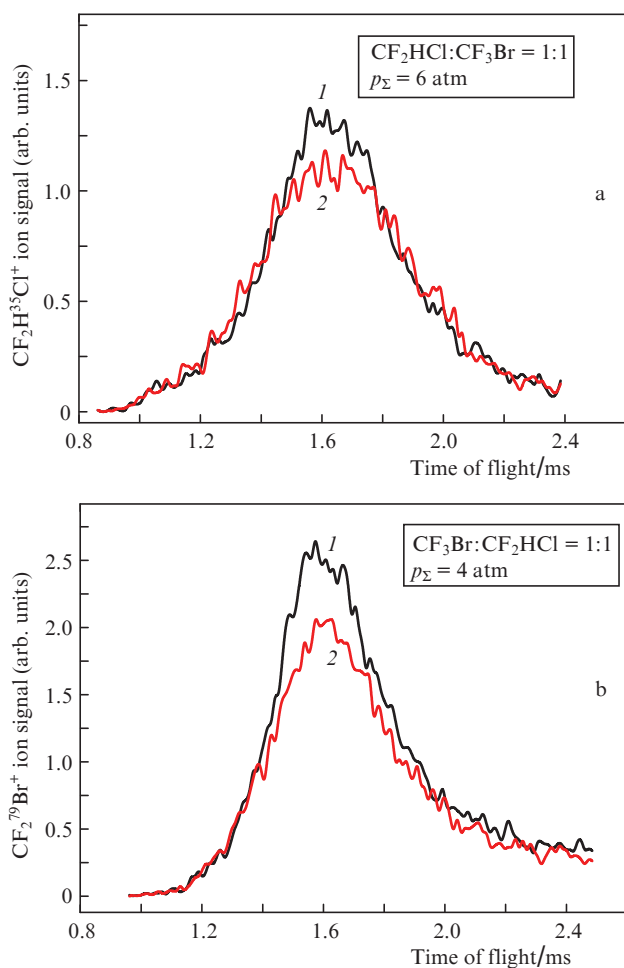 CF₂HCl:CF₃Br = 1:1
p_Σ = 6 atm
1
2
a
CF₂H³⁵Cl⁺ ion signal (arb. units)
1.5
1.0
0.5
0
0.8 1.2 1.6 2.0 2.4
Time of flight/ms
CF₃Br:CF₂HCl = 1:1
p_Σ = 4 atm
1
2
b
CF₂⁷⁹Br⁺ ion signal (arb. units)
2.5
2.0
1.5
1.0
0.5
0
0.8 1.2 1.6 2.0 2.4
Time of flight/ms